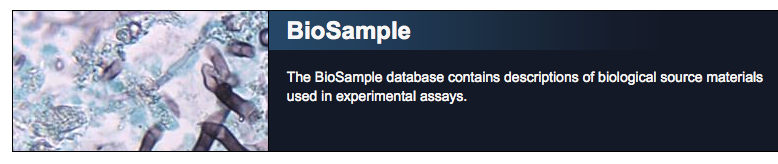 BioSample
The BioSample database contains descriptions of biological source materials
used in experimental assays.